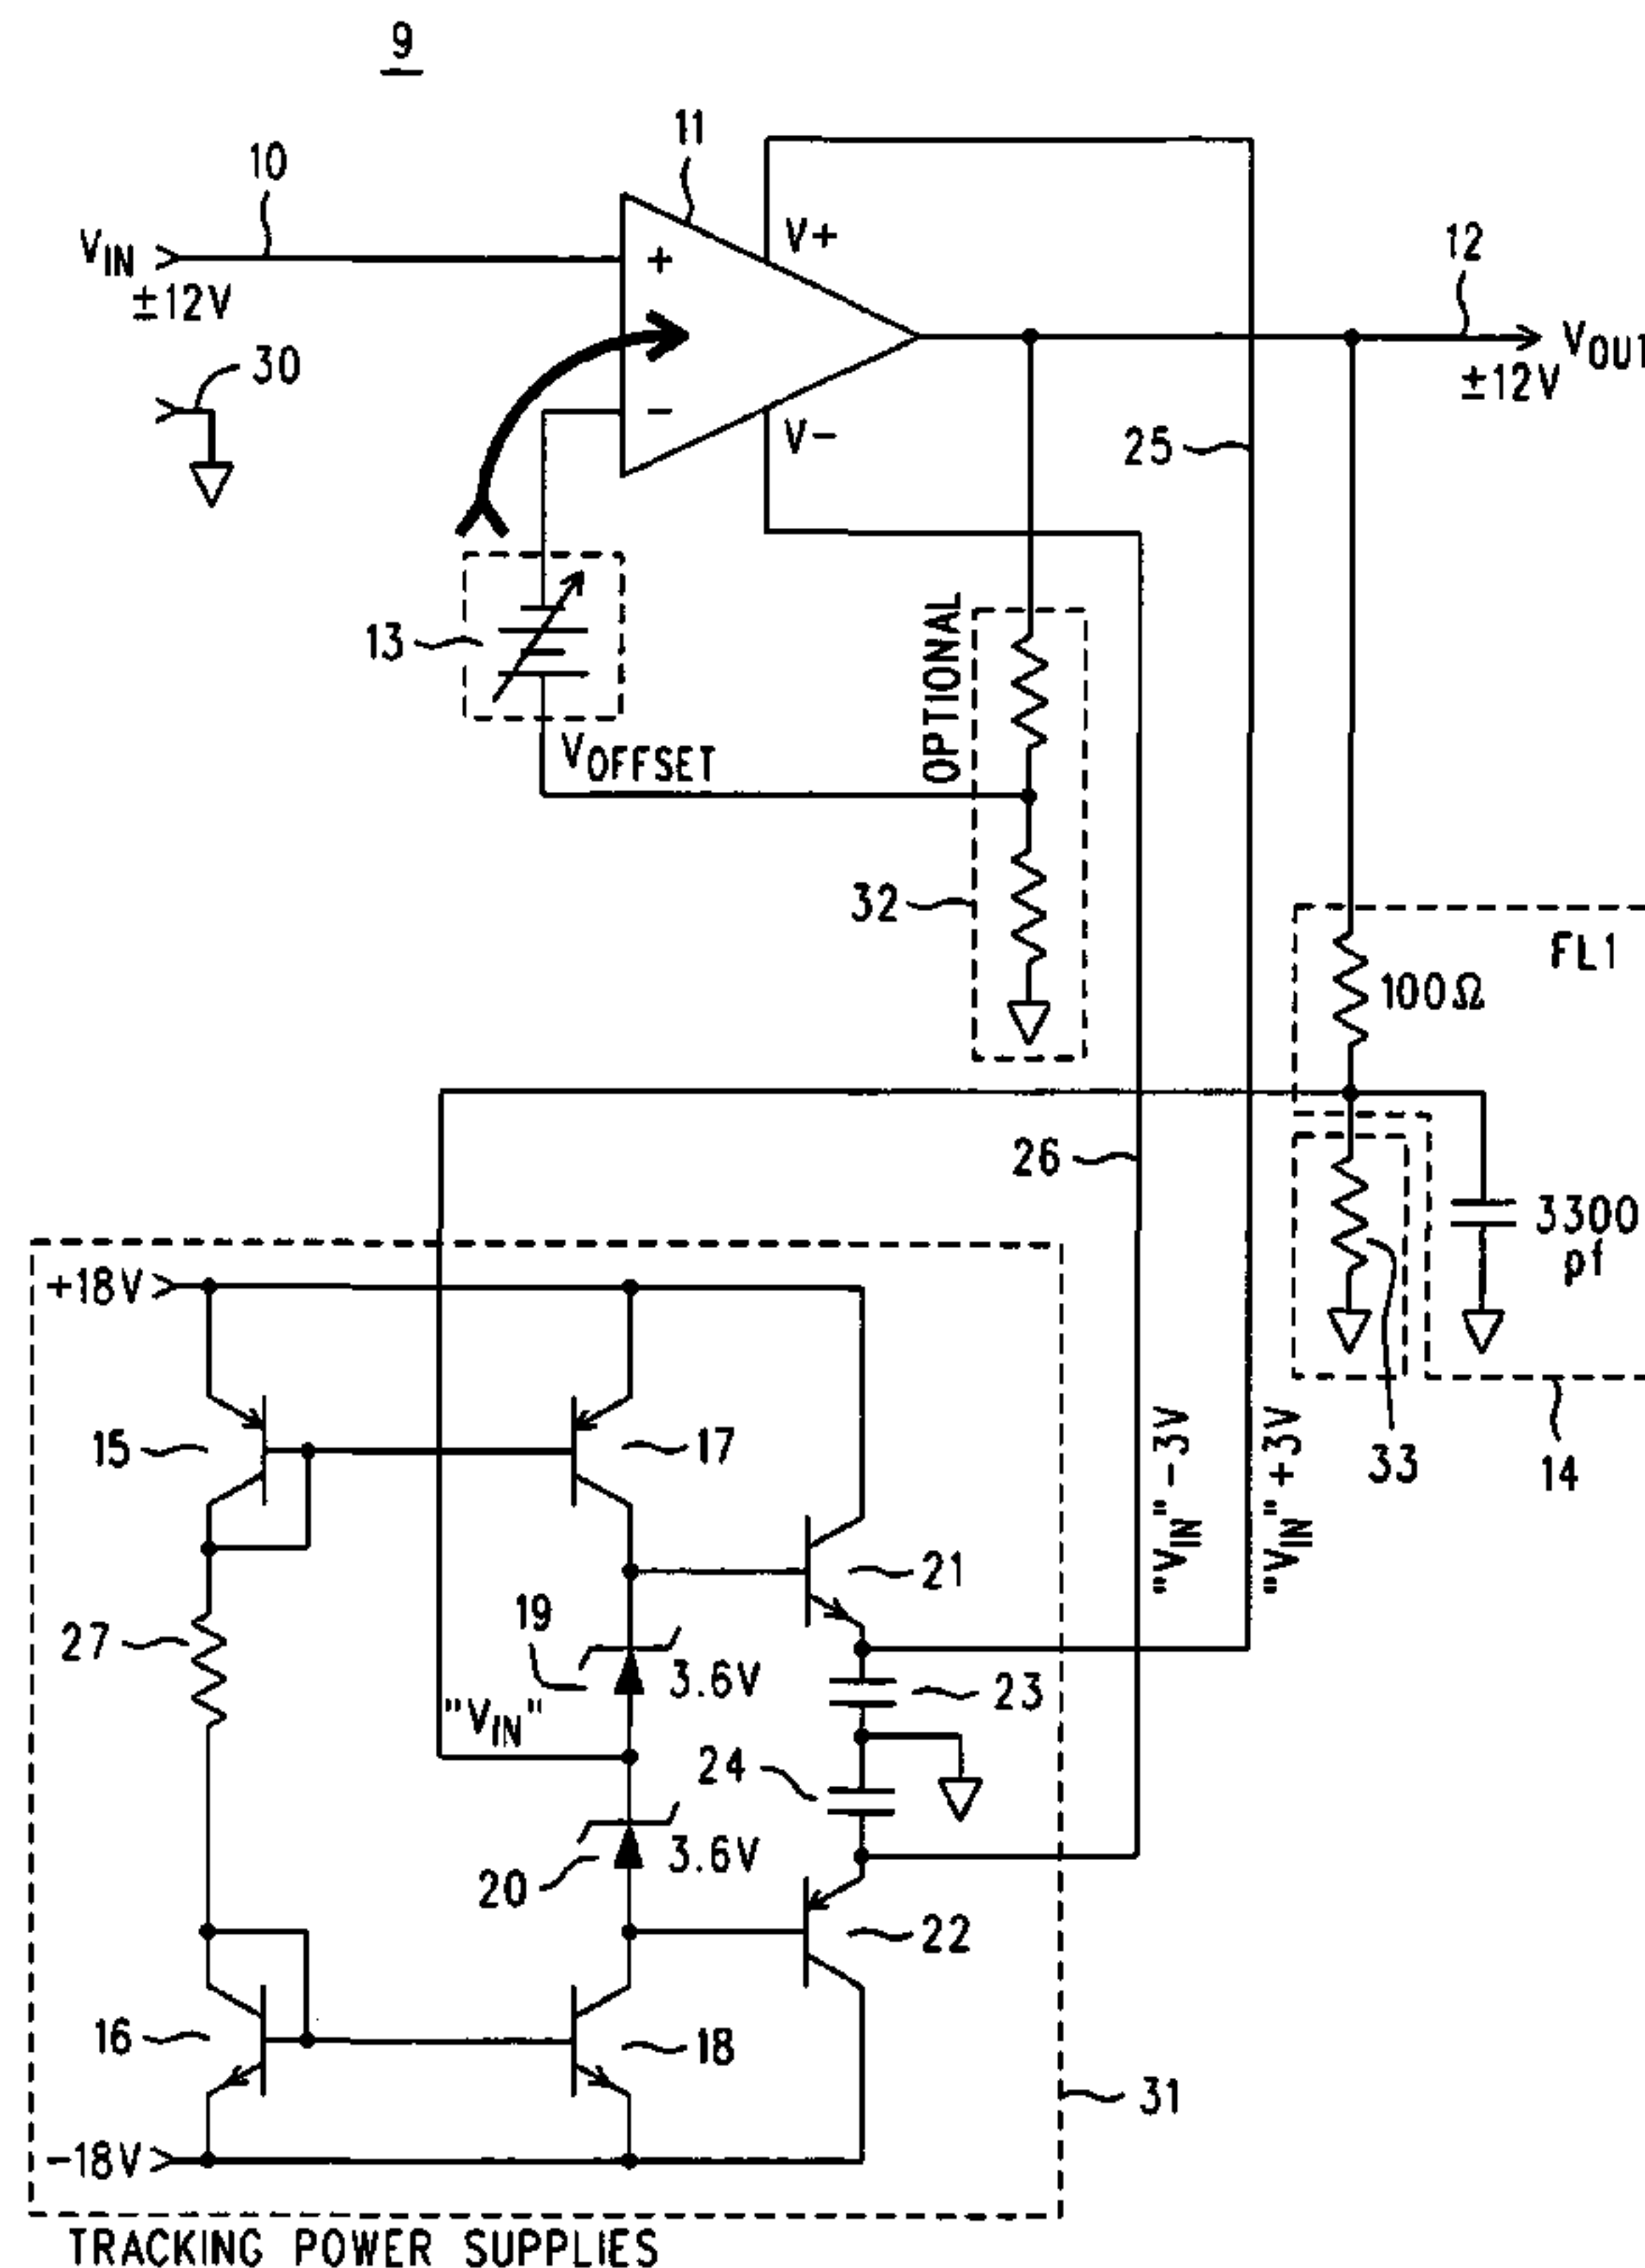 9
11
10
V+
12
VIN
+
±12V
VOUT
±12V
30
−
V−
25
13
OPTIONAL
VOFFSET
32
FL1
100Ω
26
3300
pf
+18V
15
17
"VIN"-3V
"VIN"+3V
33
14
21
19
27
3.6V
23
"VIN"
24
3.6V
20
22
16
18
31
-18V
TRACKING POWER SUPPLIES